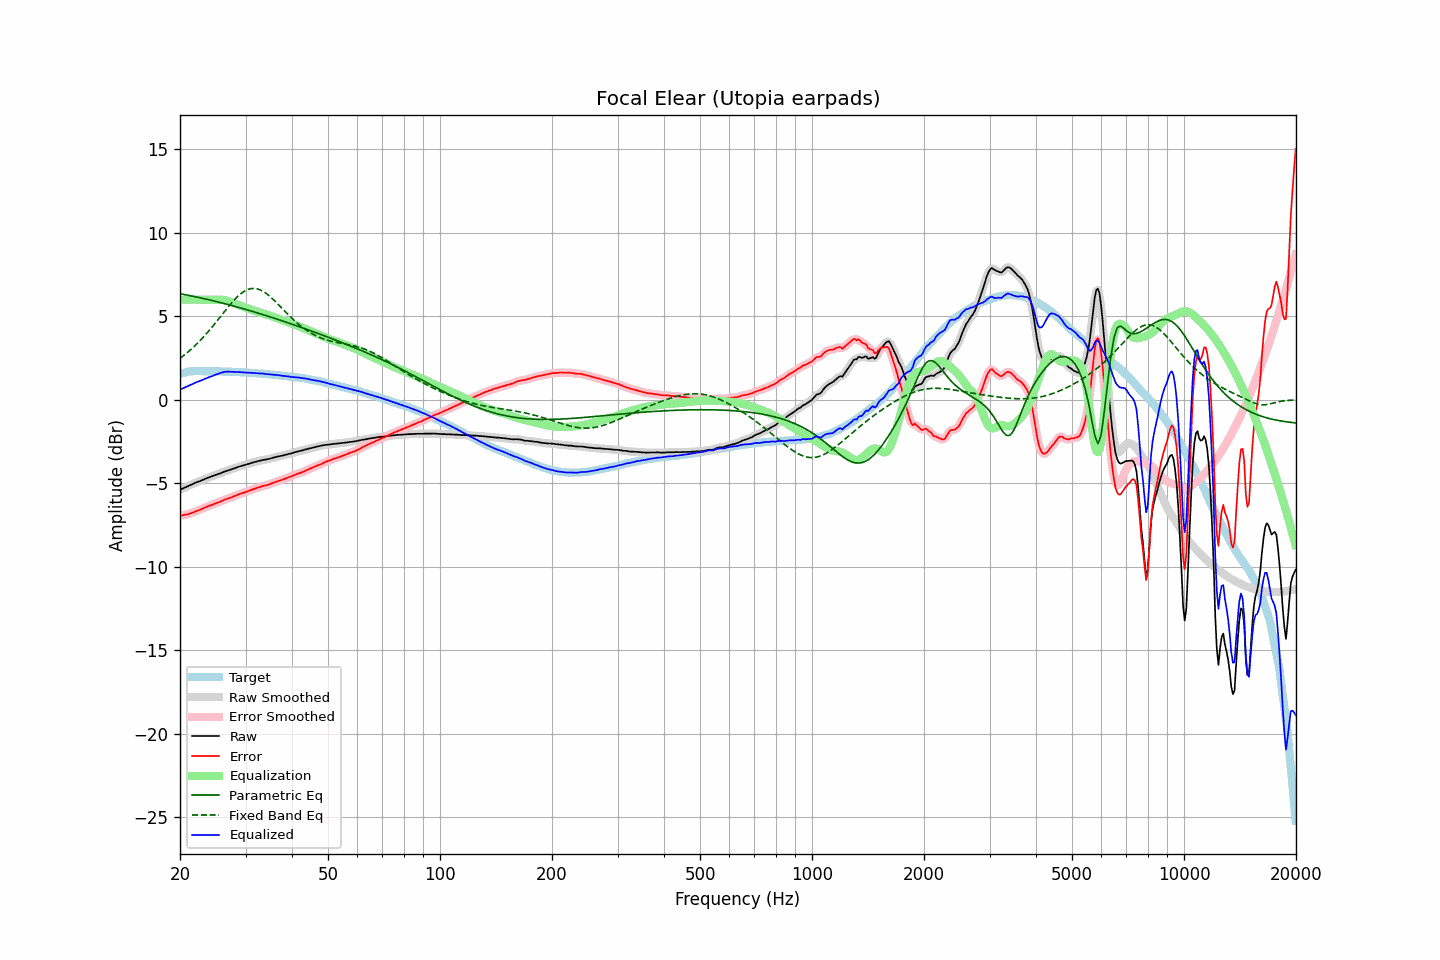 Focal Elear (Utopia earpads)
Amplitude (dBr)
15
10
5
0
−5
−10
−15
−20
−25
Target
Raw Smoothed
Error Smoothed
Raw
Error
Equalization
Parametric Eq
Fixed Band Eq
Equalized
20 50 100 200 500 1000 2000 5000 10000 20000
Frequency (Hz)